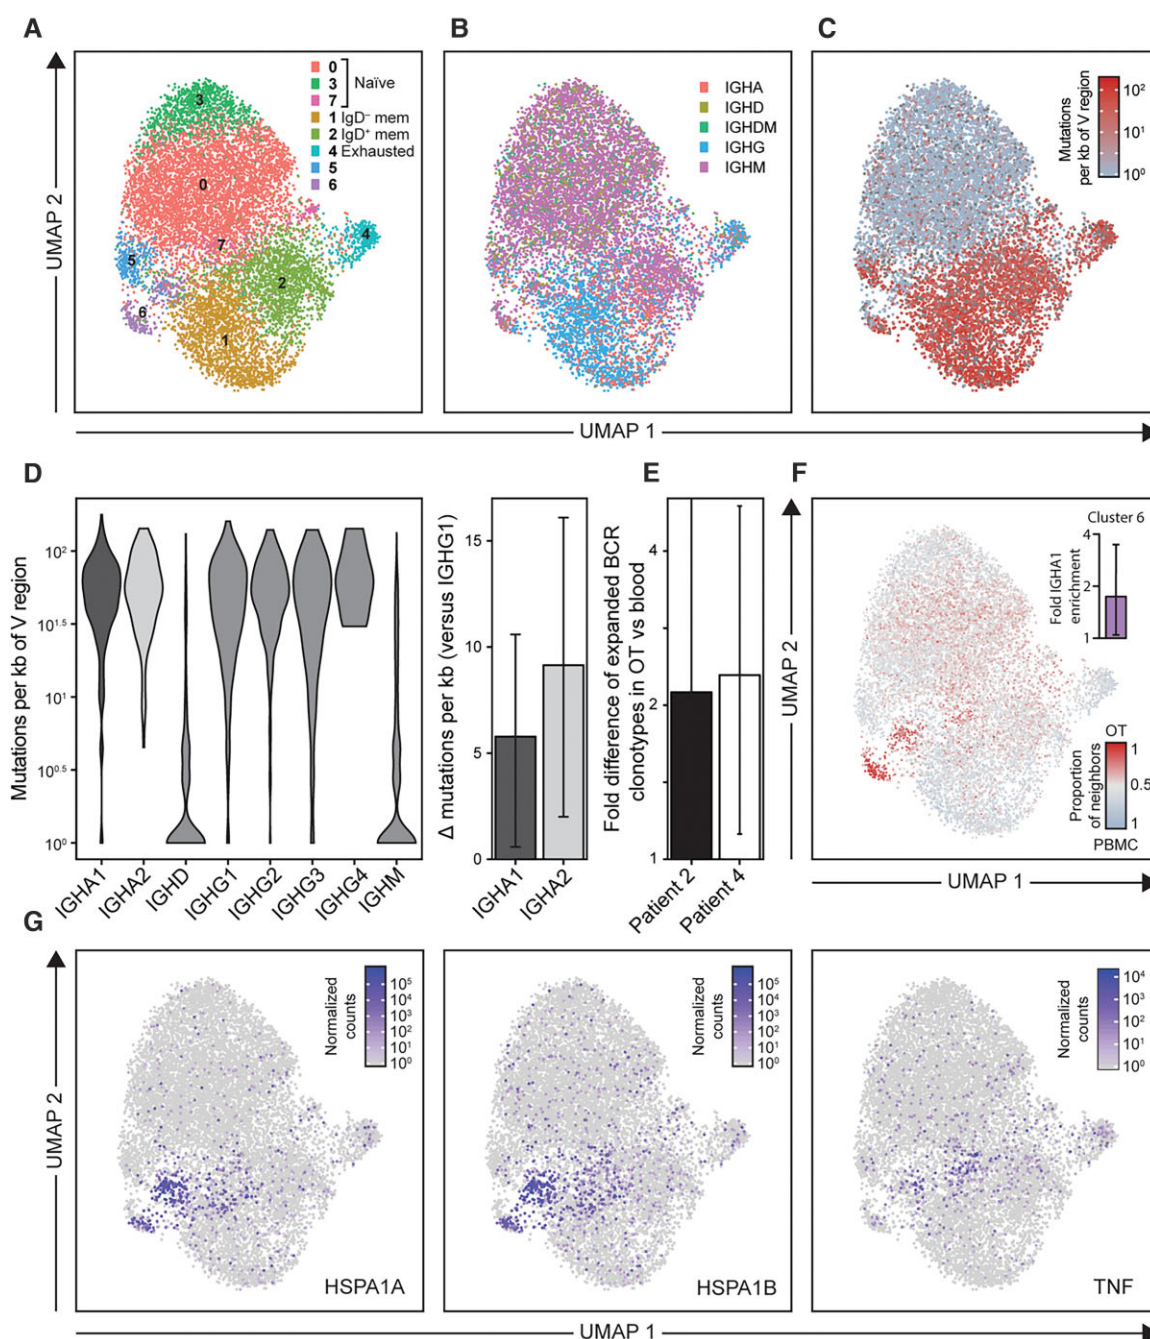 A
B
C
0
3
7
Naïve
1 IgD⁻ mem
2 IgD⁺ mem
4 Exhausted
5
6
3
0
7
5
6
1
2
4
IGHA
IGHD
IGHDM
IGHG
IGHM
Mutations
per kb of V region
10²
10¹
10⁰
UMAP 2
UMAP 1
D
E
F
Mutations per kb of V region
10²
10¹·⁵
10¹
10⁰·⁵
10⁰
IGHA1
IGHA2
IGHD
IGHG1
IGHG2
IGHG3
IGHG4
IGHM
Δ mutations per kb (versus IGHG1)
15
10
5
0
IGHA1
IGHA2
Fold difference of expanded BCR
clonotypes in OT vs blood
4
2
1
Patient 2
Patient 4
UMAP 2
Cluster 6
Fold IGHA1
enrichment
4
2
1
OT
Proportion
of neighbors
1
0.5
1
PBMC
UMAP 1
G
UMAP 2
Normalized
counts
10⁵
10⁴
10³
10²
10¹
10⁰
HSPA1A
Normalized
counts
10⁵
10⁴
10³
10²
10¹
10⁰
HSPA1B
Normalized
counts
10⁴
10³
10²
10¹
10⁰
TNF
UMAP 1